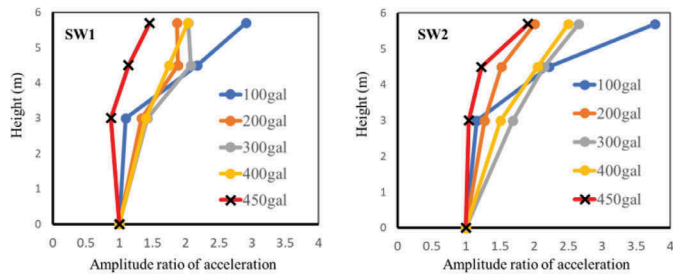 6
SW1
5
4
3
2
1
0
Height (m)
100gal
200gal
300gal
400gal
450gal
0 0.5 1 1.5 2 2.5 3 3.5 4
Amplitude ratio of acceleration
6
SW2
5
4
3
2
1
0
Height (m)
100gal
200gal
300gal
400gal
450gal
0 0.5 1 1.5 2 2.5 3 3.5 4
Amplitude ratio of acceleration